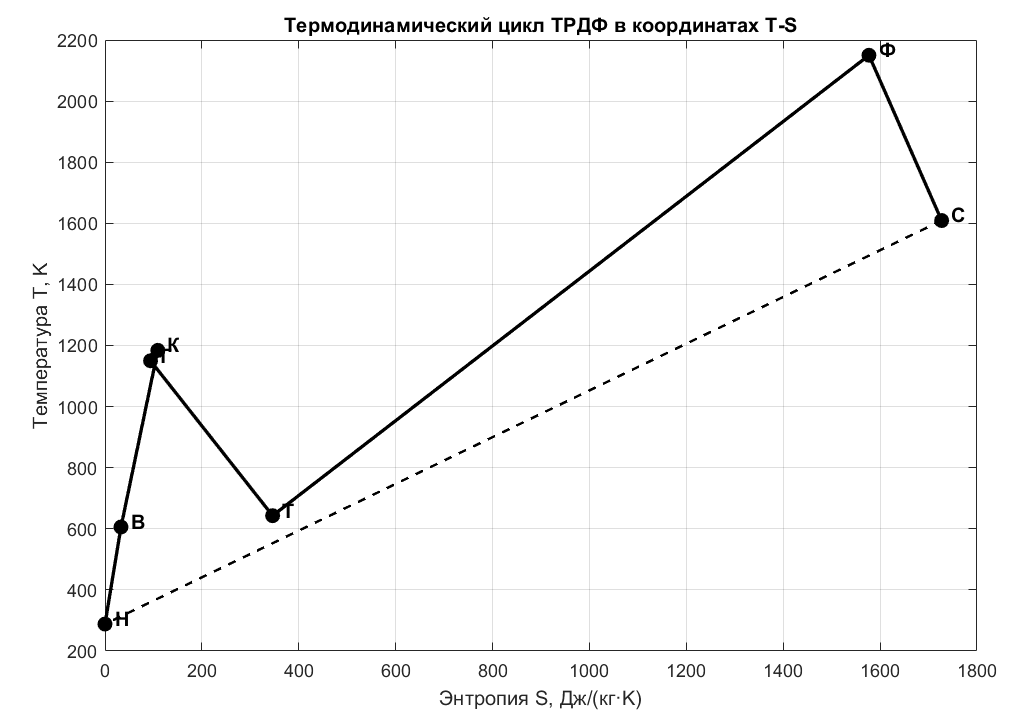 Термодинамический цикл ТРДФ в координатах T-S
2200
2000
1800
1600
1400
1200
1000
800
600
400
200
Температура T, K
Ф
С
К
Г
В
Т
Н
0
200
400
600
800
1000
1200
1400
1600
1800
Энтропия S, Дж/(кг·K)